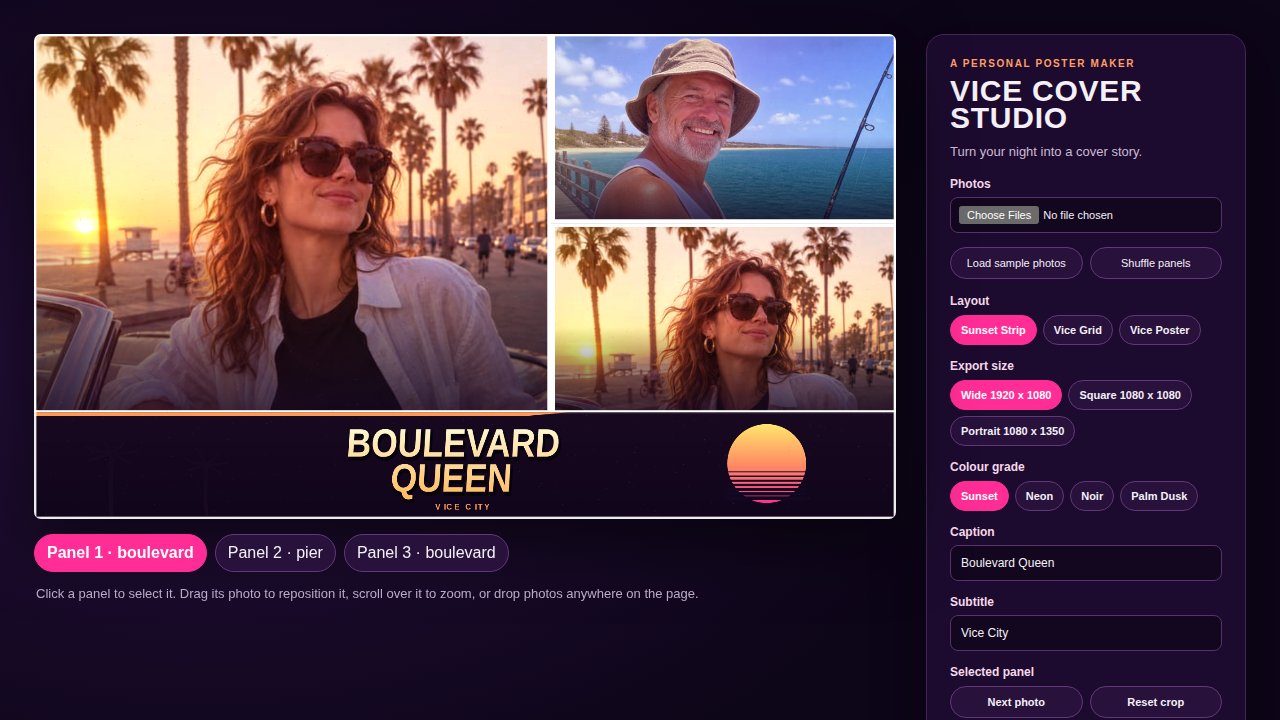 BOULEVARD
QUEEN
VICE CITY
Panel 1 · boulevard
Panel 2 · pier
Panel 3 · boulevard
Click a panel to select it. Drag its photo to reposition it, scroll over it to zoom, or drop photos anywhere on the page.
A PERSONAL POSTER MAKER
VICE COVER
STUDIO
Turn your night into a cover story.
Photos
Choose Files No file chosen
Load sample photos
Shuffle panels
Layout
Sunset Strip
Vice Grid
Vice Poster
Export size
Wide 1920 x 1080
Square 1080 x 1080
Portrait 1080 x 1350
Colour grade
Sunset
Neon
Noir
Palm Dusk
Caption
Boulevard Queen
Subtitle
Vice City
Selected panel
Next photo
Reset crop